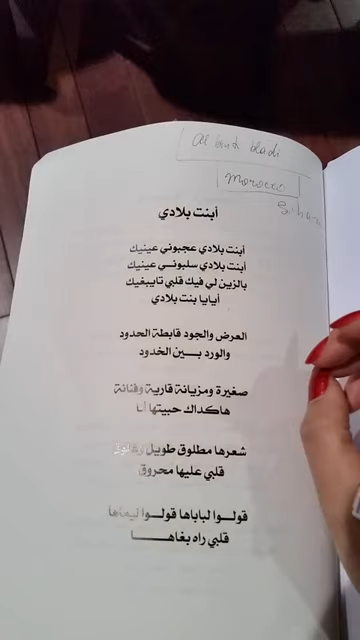 Al bent bladi
Morocco
أبنت بلادي
أبنت بلادي عجبوني عينيك
أبنت بلادي سلبوني عينيك
بالزين لي فيك قلبي تايبغيك
أيايا بنت بلادي
العرض والجود قابطة الحدود
والورد بين الخدود
صغيرة ومزيانة قارية وفنانة
هاكداك حبيتها أنا
شعرها مطلوق طويل
قلبي عليها محروق
قولوا لباباها قولوا ليماها
قلبي راه بغاها